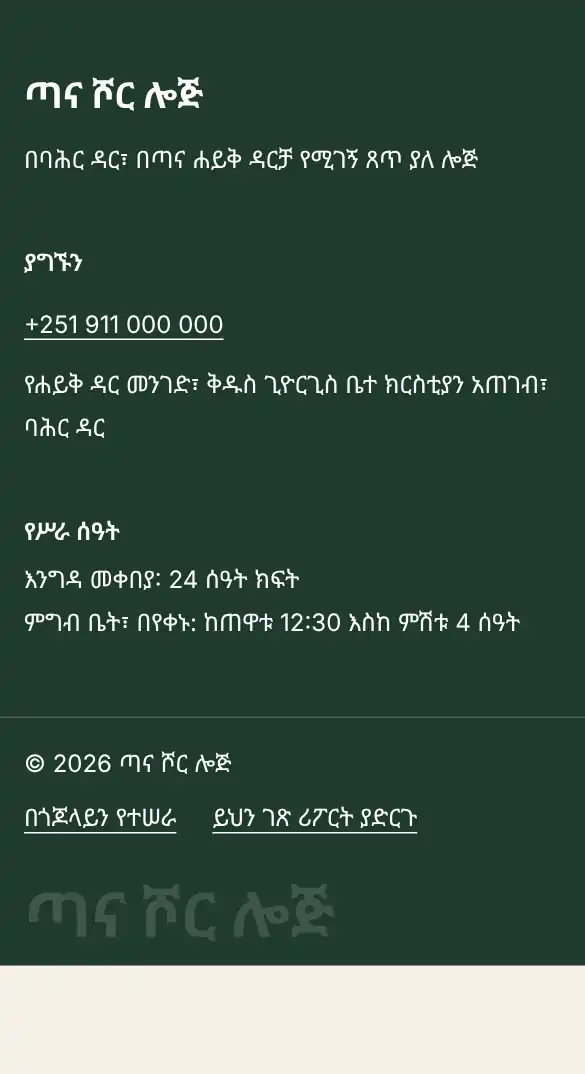 ጣና ሾር ሎጅ
በባሕር ዳር፣ በጣና ሐይቅ ዳርቻ የሚገኝ ጸጥ ያለ ሎጅ
ያግኙን
+251 911 000 000
የሐይቅ ዳር መንገድ፣ ቅዱስ ጊዮርጊስ ቤተ ክርስቲያን አጠገብ፣
ባሕር ዳር
የሥራ ሰዓት
እንግዳ መቀበያ: 24 ሰዓት ክፍት
ምግብ ቤት፣ በየቀኑ: ከጠዋቱ 12:30 እስከ ምሽቱ 4 ሰዓት
© 2026 ጣና ሾር ሎጅ
በጎጆላይን የተሠራ ይህን ገጽ ሪፖርት ያድርጉ
ጣና ሾር ሎጅ